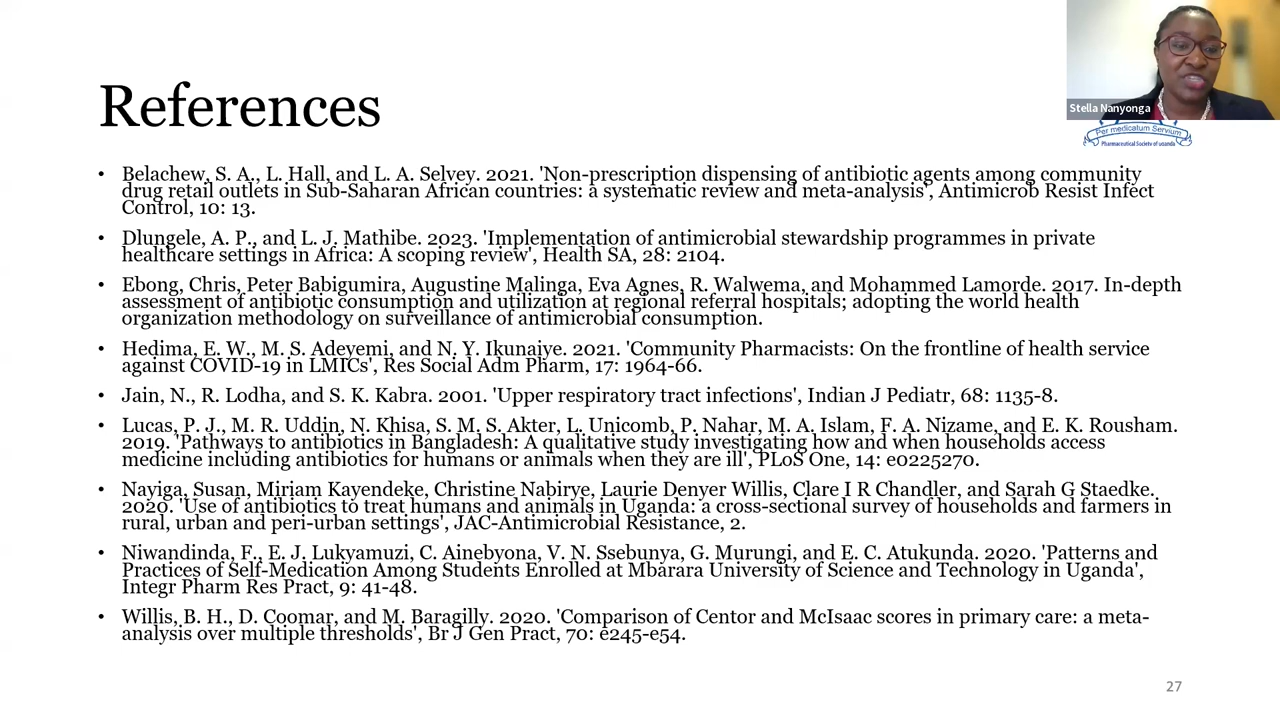 Stella Nanyonga
Per medicatum Servium
Pharmaceutical Society of uganda
References
• Belachew, S. A., L. Hall, and L. A. Selvey. 2021. 'Non-prescription dispensing of antibiotic agents among community
drug retail outlets in Sub-Saharan African countries: a systematic review and meta-analysis', Antimicrob Resist Infect
Control, 10: 13.
• Dlungele, A. P., and L. J. Mathibe. 2023. 'Implementation of antimicrobial stewardship programmes in private
healthcare settings in Africa: A scoping review', Health SA, 28: 2104.
• Ebong, Chris, Peter Babigumira, Augustine Malinga, Eva Agnes, R. Walwema, and Mohammed Lamorde. 2017. In-depth
assessment of antibiotic consumption and utilization at regional referral hospitals; adopting the world health
organization methodology on surveillance of antimicrobial consumption.
• Hedima, E. W., M. S. Adeyemi, and N. Y. Ikunaiye. 2021. 'Community Pharmacists: On the frontline of health service
against COVID-19 in LMICs', Res Social Adm Pharm, 17: 1964-66.
• Jain, N., R. Lodha, and S. K. Kabra. 2001. 'Upper respiratory tract infections', Indian J Pediatr, 68: 1135-8.
• Lucas, P. J., M. R. Uddin, N. Khisa, S. M. S. Akter, L. Unicomb, P. Nahar, M. A. Islam, F. A. Nizame, and E. K. Rousham.
2019. 'Pathways to antibiotics in Bangladesh: A qualitative study investigating how and when households access
medicine including antibiotics for humans or animals when they are ill', PLoS One, 14: e0225270.
• Nayiga, Susan, Miriam Kayendeke, Christine Nabirye, Laurie Denyer Willis, Clare I R Chandler, and Sarah G Staedke.
2020. 'Use of antibiotics to treat humans and animals in Uganda: a cross-sectional survey of households and farmers in
rural, urban and peri-urban settings', JAC-Antimicrobial Resistance, 2.
• Niwandinda, F., E. J. Lukyamuzi, C. Ainebyona, V. N. Ssebunya, G. Murungi, and E. C. Atukunda. 2020. 'Patterns and
Practices of Self-Medication Among Students Enrolled at Mbarara University of Science and Technology in Uganda',
Integr Pharm Res Pract, 9: 41-48.
• Willis, B. H., D. Coomar, and M. Baragilly. 2020. 'Comparison of Centor and McIsaac scores in primary care: a meta-
analysis over multiple thresholds', Br J Gen Pract, 70: e245-e54.
27